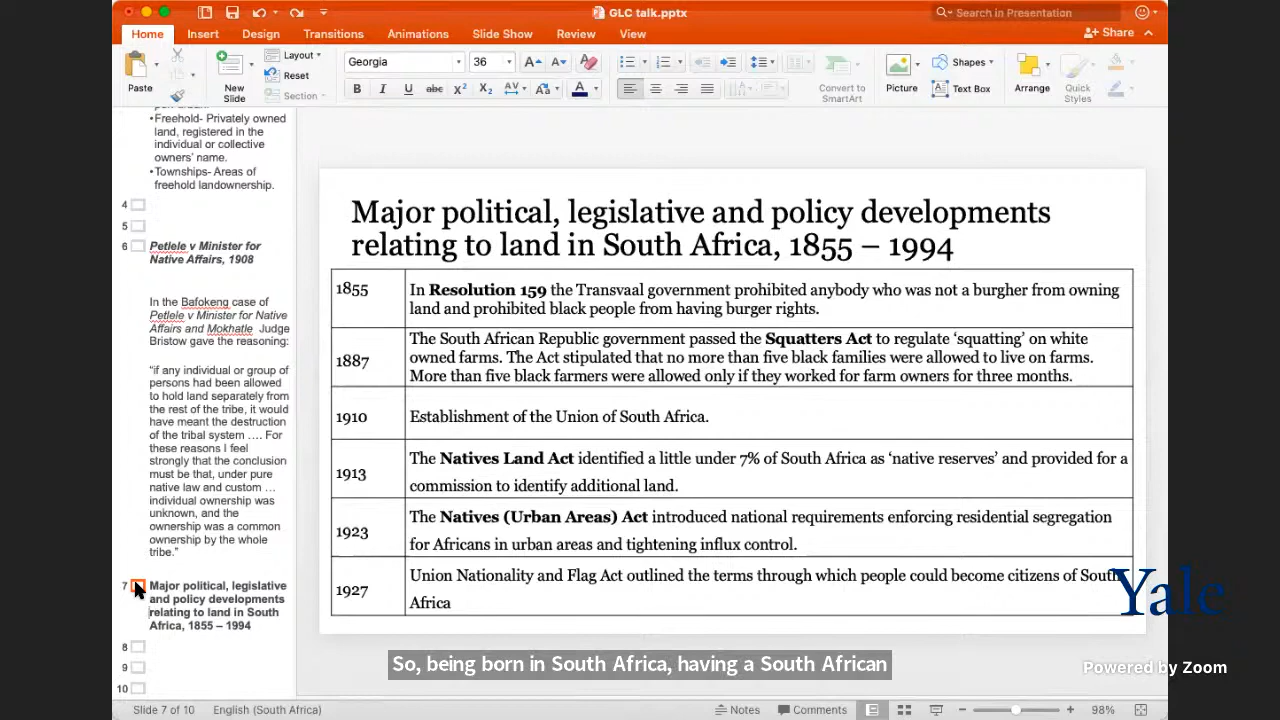 GLC talk.pptx
Search in Presentation
Home Insert Design Transitions Animations Slide Show Review View
Share
Paste
New Slide
Layout
Reset
Section
Georgia 36
B I U abc X² X₂ AV Aa A
Convert to SmartArt
Picture
Shapes
Text Box
Arrange
Quick Styles
•Freehold- Privately owned
land, registered in the
individual or collective
owners' name.
•Townships- Areas of
freehold landownership.
4
5
6 Petlele v Minister for
Native Affairs, 1908
In the Bafokeng case of
Petlele v Minister for Native
Affairs and Mokhatle Judge
Bristow gave the reasoning:
“if any individual or group of
persons had been allowed
to hold land separately from
the rest of the tribe, it would
have meant the destruction
of the tribal system …. For
these reasons I feel
strongly that the conclusion
must be that, under pure
native law and custom …
individual ownership was
unknown, and the
ownership was a common
ownership by the whole
tribe.”
7 Major political, legislative
and policy developments
relating to land in South
Africa, 1855 – 1994
8
9
10
Major political, legislative and policy developments
relating to land in South Africa, 1855 – 1994
1855
In Resolution 159 the Transvaal government prohibited anybody who was not a burgher from owning
land and prohibited black people from having burger rights.
1887
The South African Republic government passed the Squatters Act to regulate ‘squatting’ on white
owned farms. The Act stipulated that no more than five black families were allowed to live on farms.
More than five black farmers were allowed only if they worked for farm owners for three months.
1910
Establishment of the Union of South Africa.
1913
The Natives Land Act identified a little under 7% of South Africa as ‘native reserves’ and provided for a
commission to identify additional land.
1923
The Natives (Urban Areas) Act introduced national requirements enforcing residential segregation
for Africans in urban areas and tightening influx control.
1927
Union Nationality and Flag Act outlined the terms through which people could become citizens of South
Africa
Yale
So, being born in South Africa, having a South African
Powered by Zoom
Slide 7 of 10 English (South Africa) Notes Comments 98%